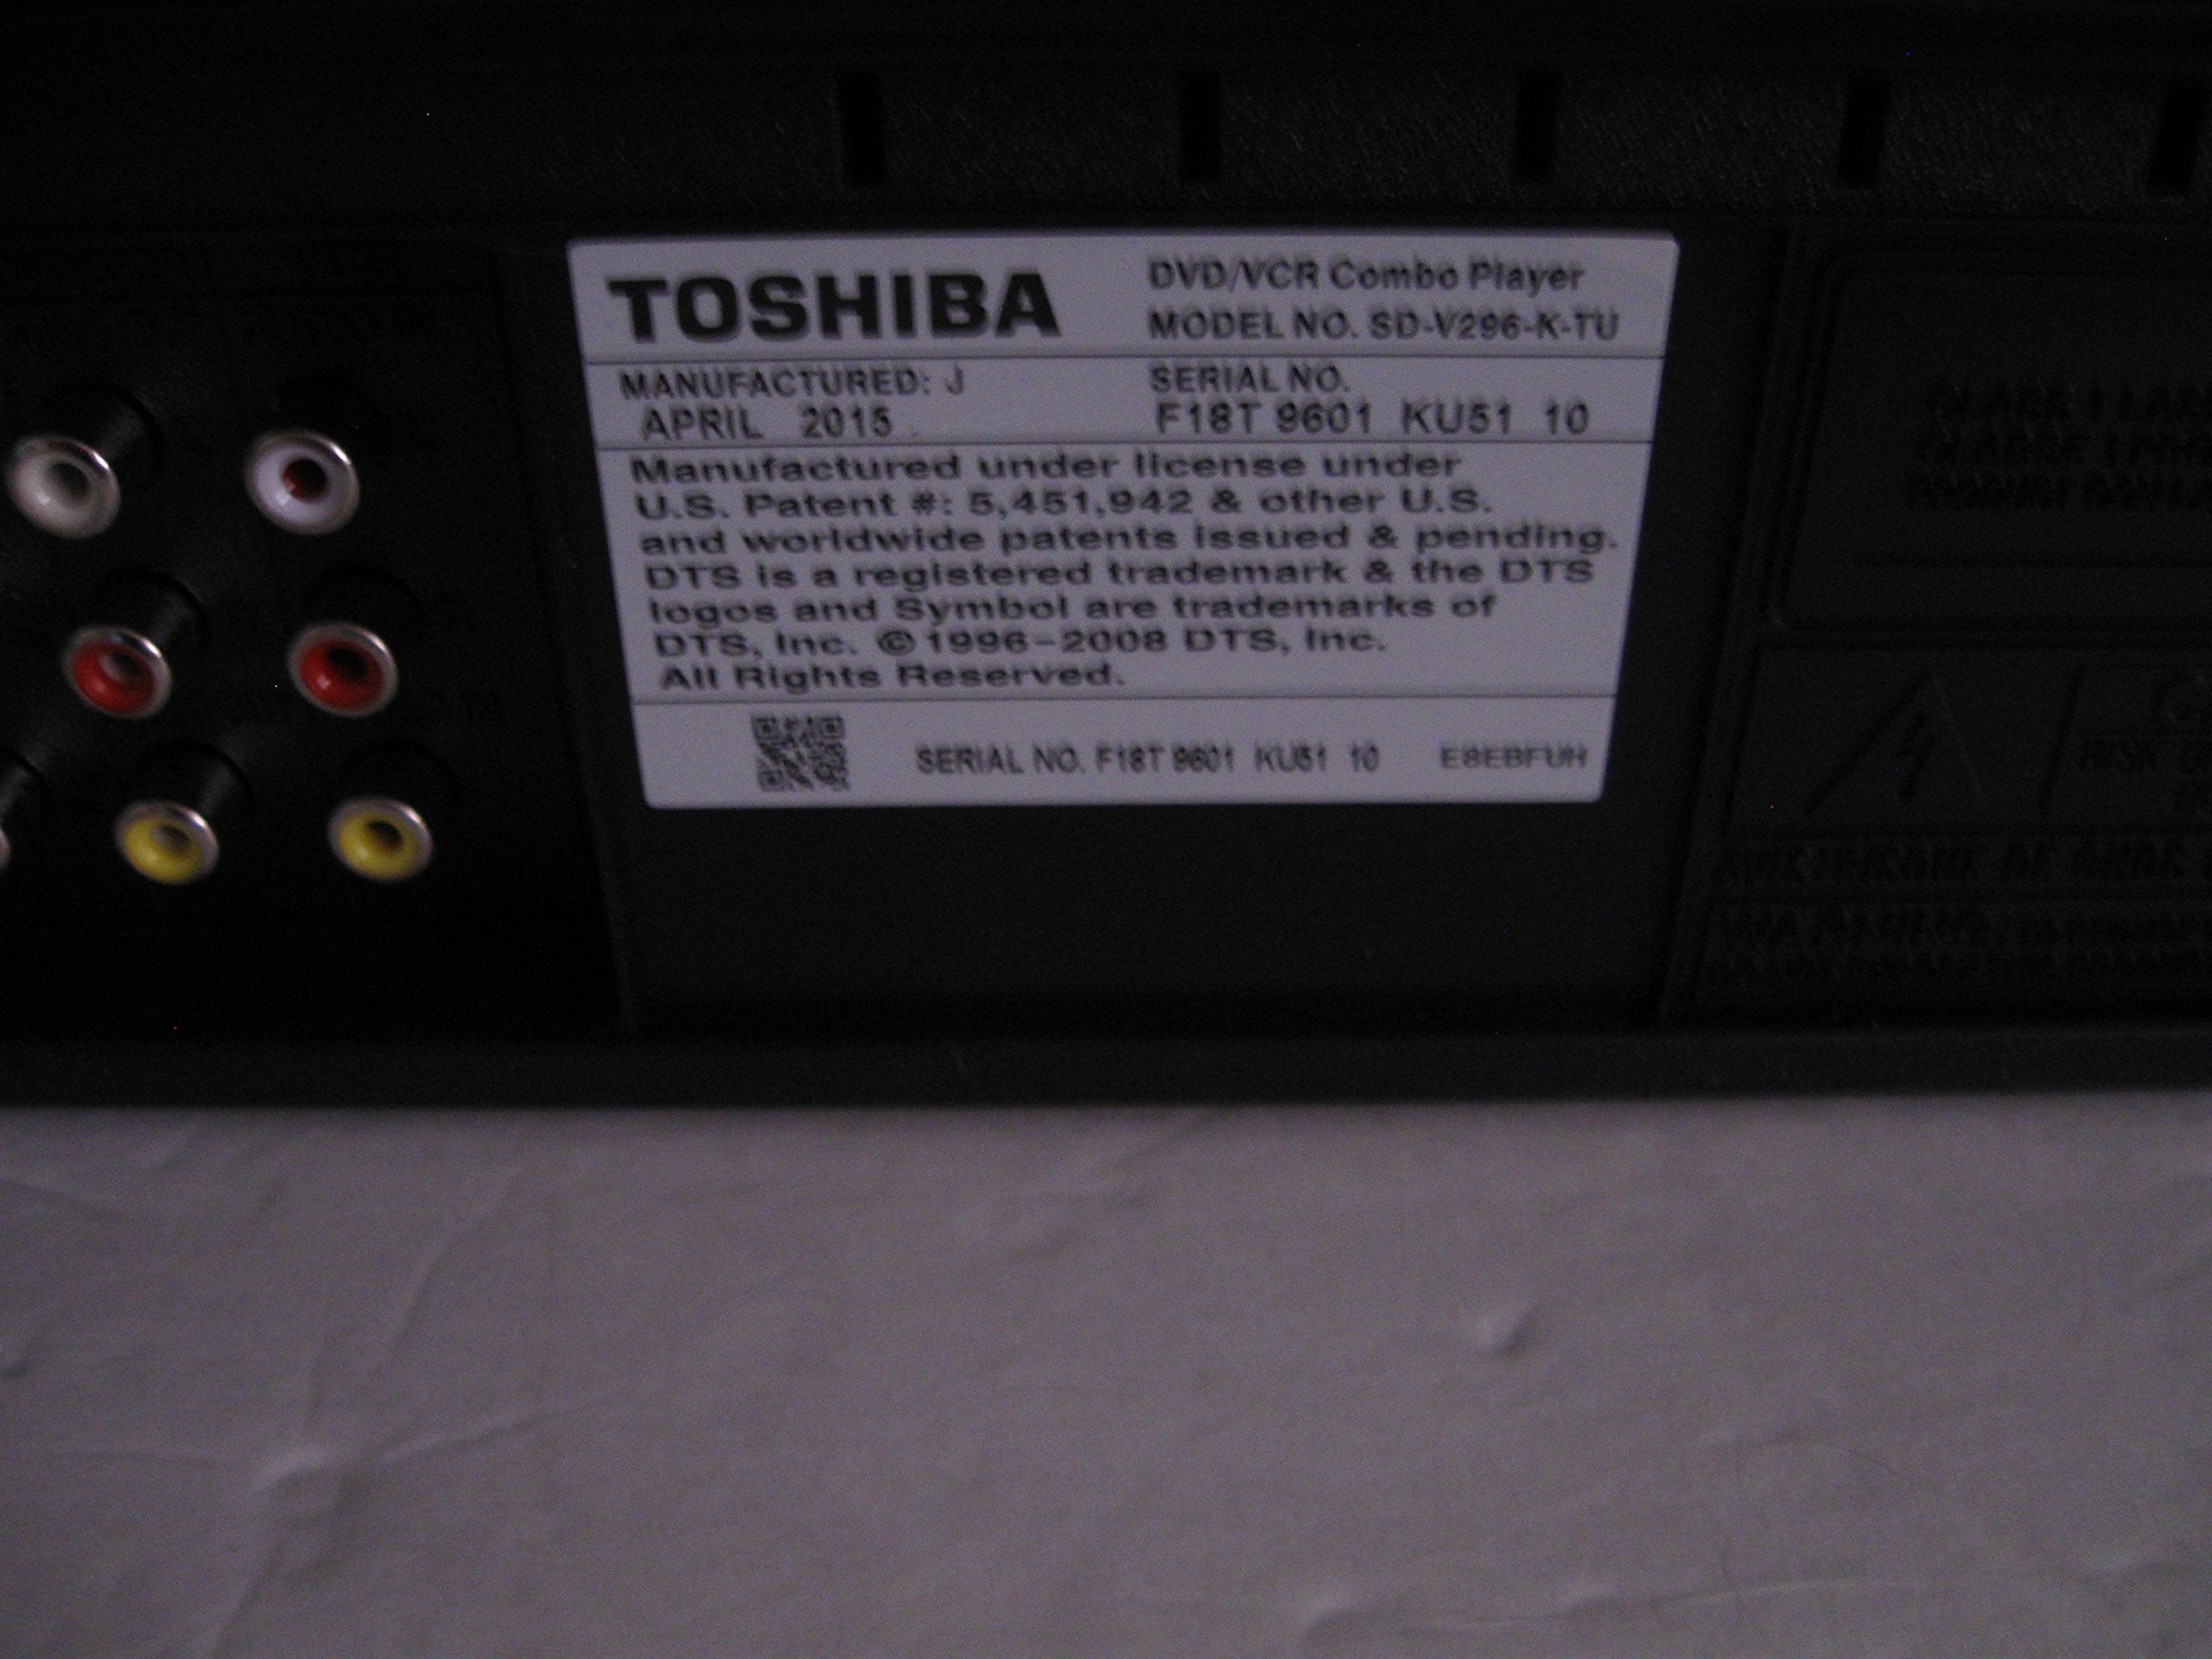 TOSHIBA
DVD/VCR Combo Player
MODEL NO. SD-V296-K-TU
MANUFACTURED: J
APRIL 2015
SERIAL NO.
F18T 9601 KU51 10
Manufactured under license under
U.S. Patent #: 5,451,942 & other U.S.
and worldwide patents issued & pending.
DTS is a registered trademark & the DTS
logos and Symbol are trademarks of
DTS, Inc. © 1996-2008 DTS, Inc.
All Rights Reserved.
SERIAL NO. F18T 9601 KU51 10 E8EBFUH
RISK